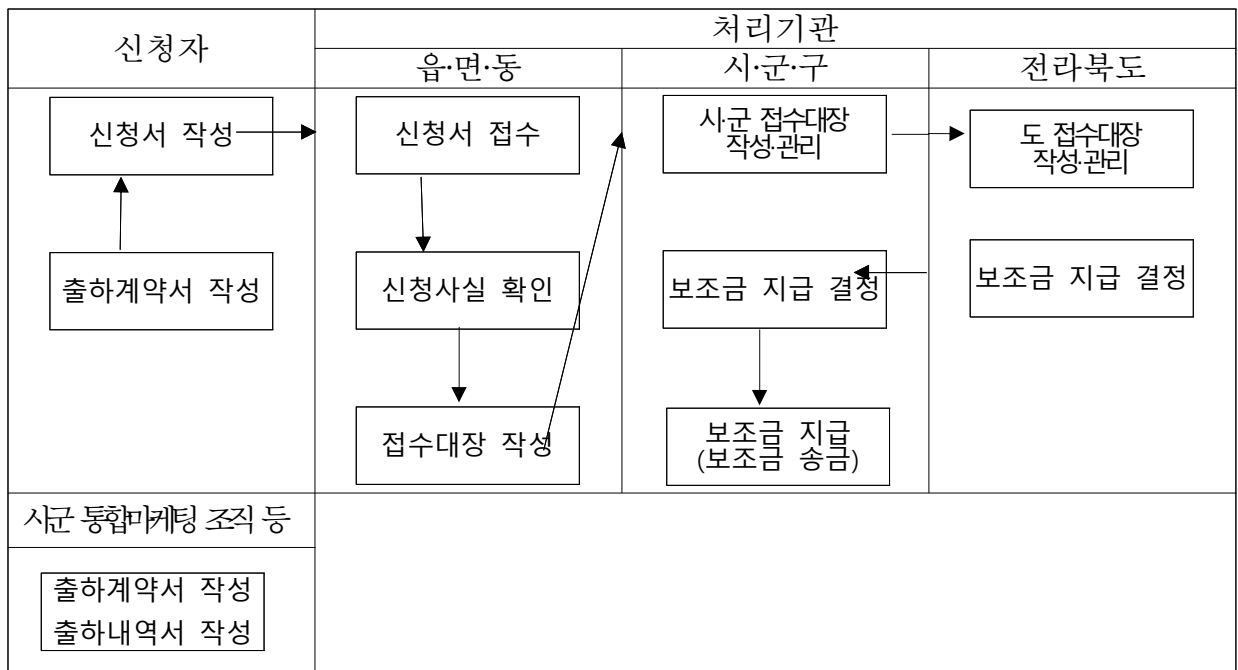 신청자
처리기관
읍·면·동
시·군·구
전라북도
신청서 작성
신청서 접수
시·군 접수대장
작성·관리
도 접수대장
작성·관리
출하계약서 작성
신청사실 확인
보조금 지급 결정
보조금 지급 결정
접수대장 작성
보조금 지급
(보조금 송금)
시군 통합마케팅 조직 등
출하계약서 작성
출하내역서 작성